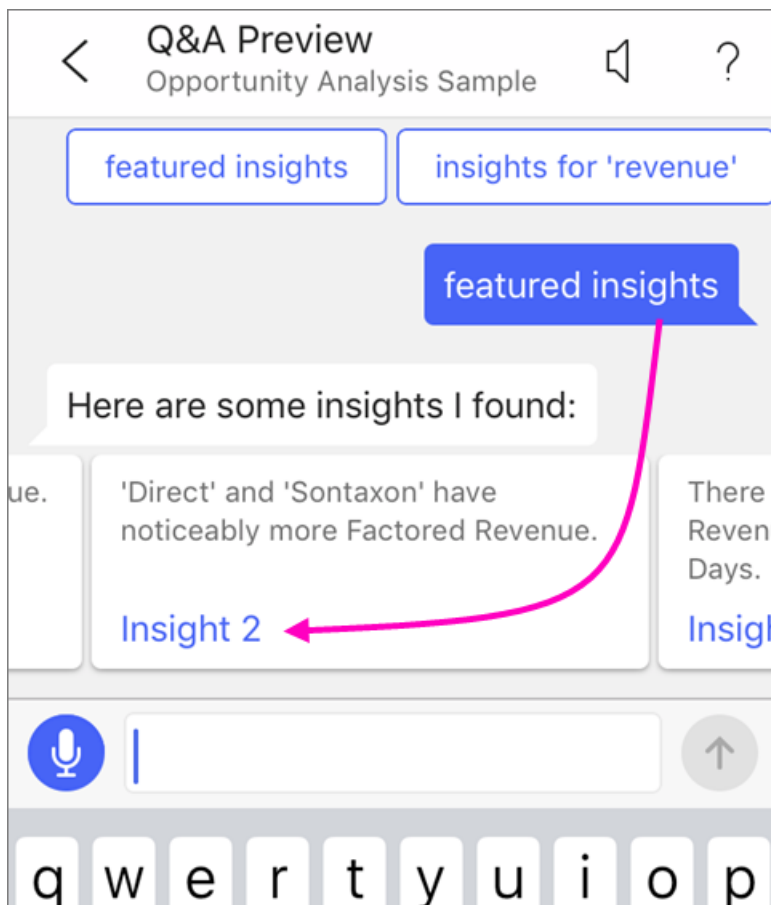 Q&A Preview
Opportunity Analysis Sample
?
featured insights
insights for 'revenue'
featured insights
Here are some insights I found:
ue.
'Direct' and 'Sontaxon' have
noticeably more Factored Revenue.
Insight 2
There
Reven
Days.
Insigh
q w e r t y u i o p